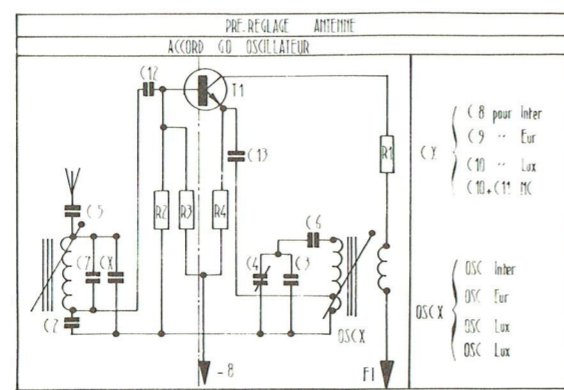 PRE.REGLAGE ANTENNE
ACCORD GO OSCILLATEUR
C12
T1
C13
R1
C5
R2
R3
R4
C6
C7
CX
C4
C3
C2
OSCX
-8
FI
CX
C8 pour Inter
C9 " Eur
C10 " Lux
C10+C11 MC
OSCX
OSC Inter
OSC Eur
OSC Lux
OSC Lux